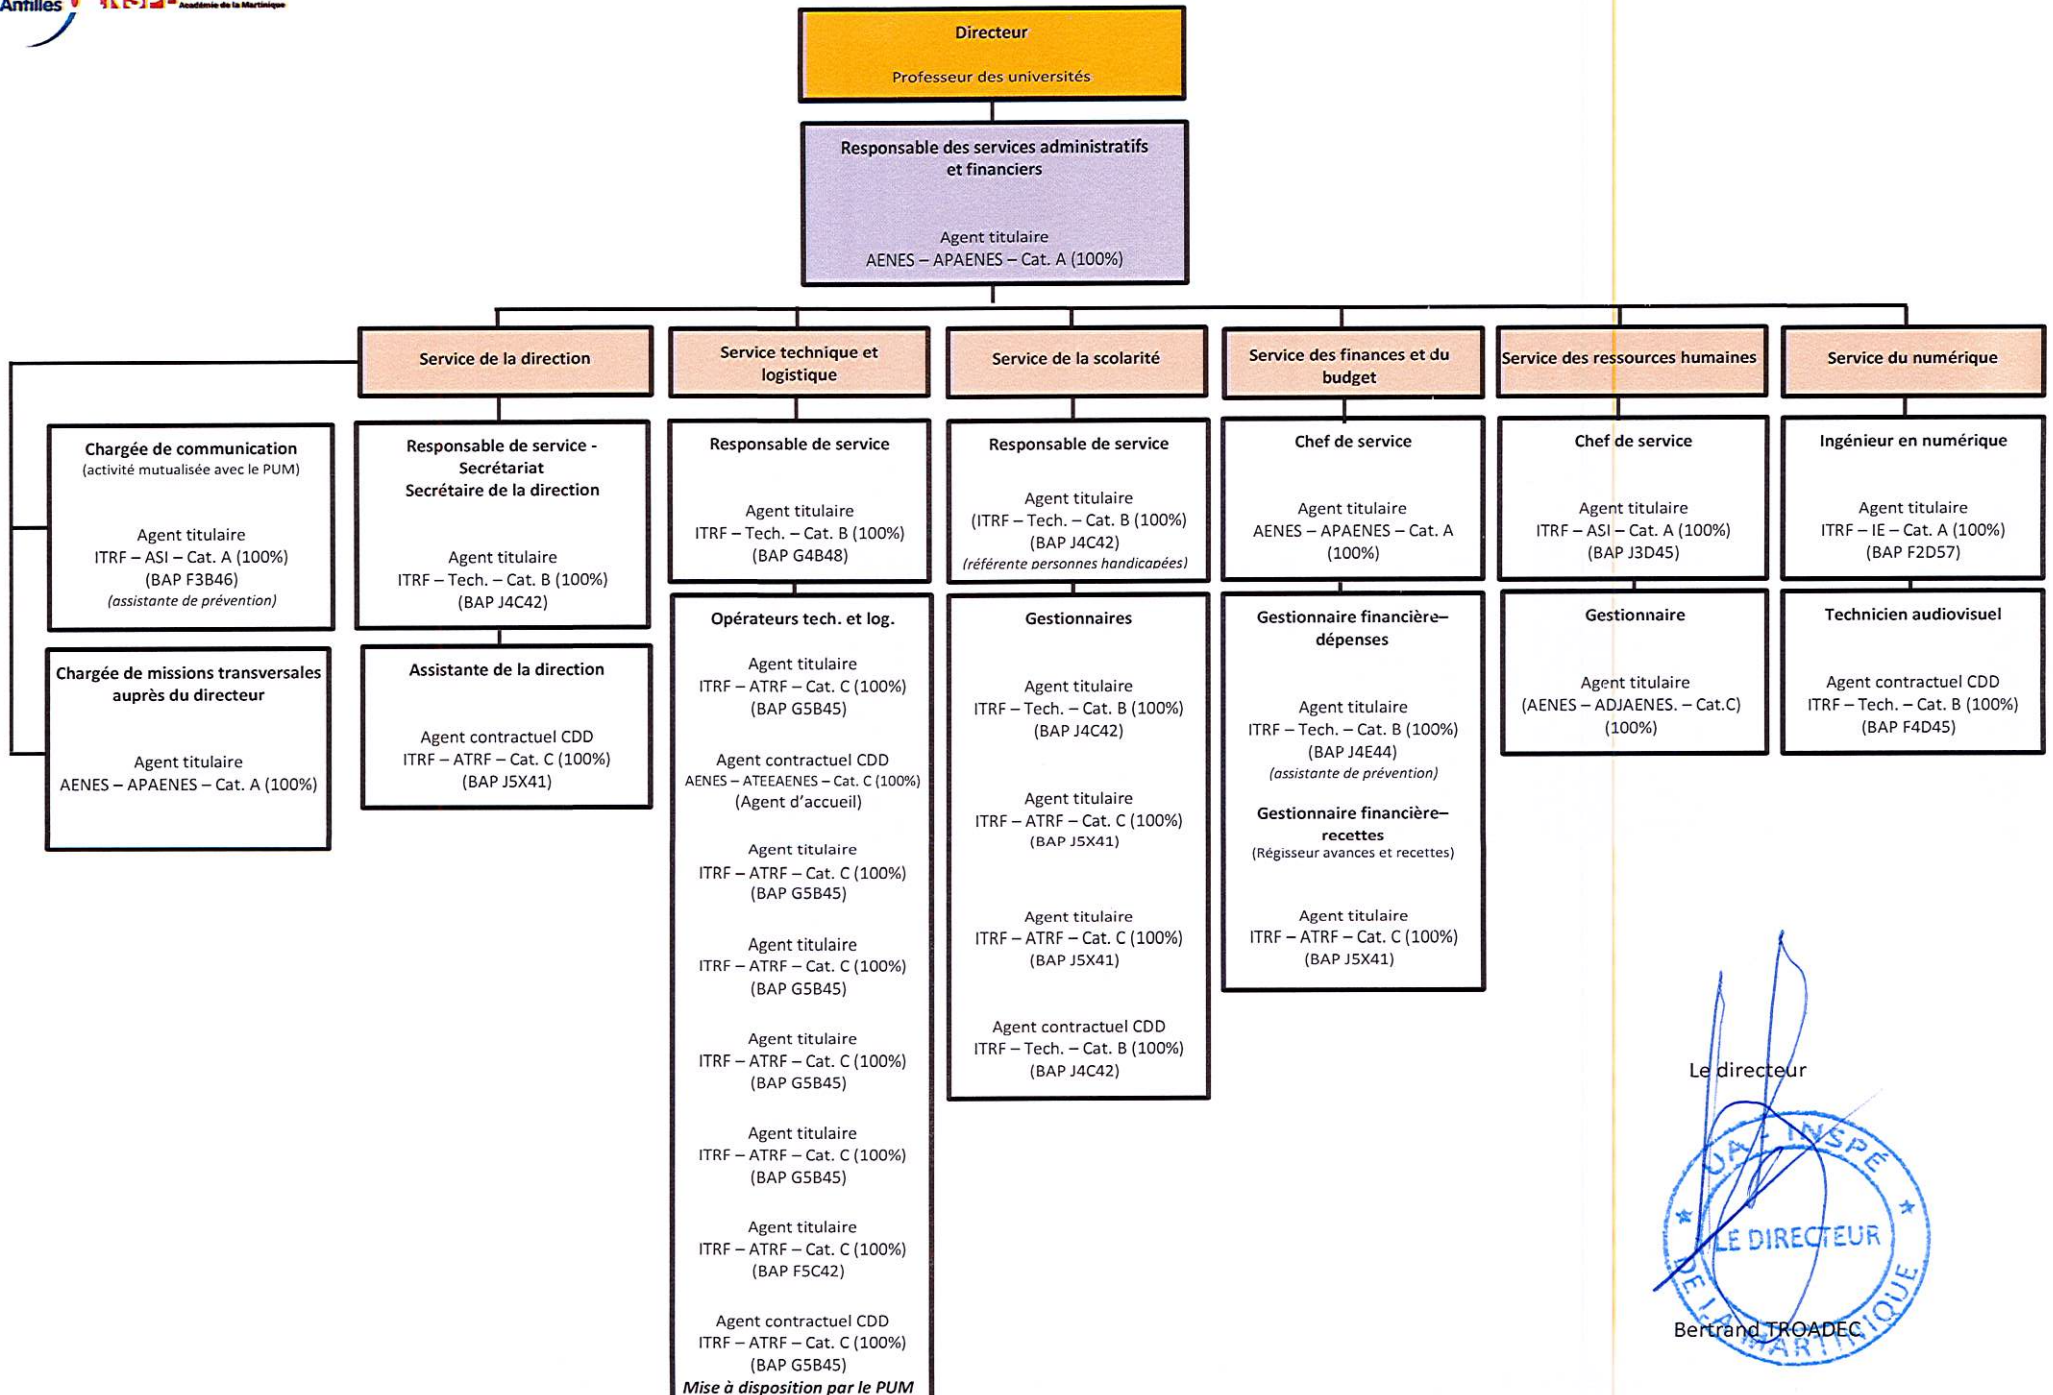 Antilles
Académie de la Martinique
Directeur
Professeur des universités
Responsable des services administratifs
et financiers
Agent titulaire
AENES – APAENES – Cat. A (100%)
Service de la direction
Service technique et
logistique
Service de la scolarité
Service des finances et du
budget
Service des ressources humaines
Service du numérique
Chargée de communication
(activité mutualisée avec le PUM)
Agent titulaire
ITRF – ASI – Cat. A (100%)
(BAP F3B46)
(assistante de prévention)
Chargée de missions transversales
auprès du directeur
Agent titulaire
AENES – APAENES – Cat. A (100%)
Responsable de service -
Secrétariat
Secrétaire de la direction
Agent titulaire
ITRF – Tech. – Cat. B (100%)
(BAP J4C42)
Assistante de la direction
Agent contractuel CDD
ITRF – ATRF – Cat. C (100%)
(BAP J5X41)
Responsable de service
Agent titulaire
ITRF – Tech. – Cat. B (100%)
(BAP G4B48)
Opérateurs tech. et log.
Agent titulaire
ITRF – ATRF – Cat. C (100%)
(BAP G5B45)
Agent contractuel CDD
AENES – ATEEAENES – Cat. C (100%)
(Agent d'accueil)
Agent titulaire
ITRF – ATRF – Cat. C (100%)
(BAP G5B45)
Agent titulaire
ITRF – ATRF – Cat. C (100%)
(BAP G5B45)
Agent titulaire
ITRF – ATRF – Cat. C (100%)
(BAP G5B45)
Agent titulaire
ITRF – ATRF – Cat. C (100%)
(BAP G5B45)
Agent titulaire
ITRF – ATRF – Cat. C (100%)
(BAP F5C42)
Agent contractuel CDD
ITRF – ATRF – Cat. C (100%)
(BAP G5B45)
Mise à disposition par le PUM
Responsable de service
Agent titulaire
(ITRF – Tech. – Cat. B (100%)
(BAP J4C42)
(référente personnes handicapées)
Gestionnaires
Agent titulaire
ITRF – Tech. – Cat. B (100%)
(BAP J4C42)
Agent titulaire
ITRF – ATRF – Cat. C (100%)
(BAP J5X41)
Agent titulaire
ITRF – ATRF – Cat. C (100%)
(BAP J5X41)
Agent contractuel CDD
ITRF – Tech. – Cat. B (100%)
(BAP J4C42)
Chef de service
Agent titulaire
AENES – APAENES – Cat. A
(100%)
Gestionnaire financière–
dépenses
Agent titulaire
ITRF – Tech. – Cat. B (100%)
(BAP J4E44)
(assistante de prévention)
Gestionnaire financière–
recettes
(Régisseur avances et recettes)
Agent titulaire
ITRF – ATRF – Cat. C (100%)
(BAP J5X41)
Chef de service
Agent titulaire
ITRF – ASI – Cat. A (100%)
(BAP J3D45)
Gestionnaire
Agent titulaire
(AENES – ADJAENES. – Cat.C)
(100%)
Ingénieur en numérique
Agent titulaire
ITRF – IE – Cat. A (100%)
(BAP F2D57)
Technicien audiovisuel
Agent contractuel CDD
ITRF – Tech. – Cat. B (100%)
(BAP F4D45)
Le directeur
UA - INSPÉ
LE DIRECTEUR
DE LA MARTINIQUE
Bertrand TROADEC